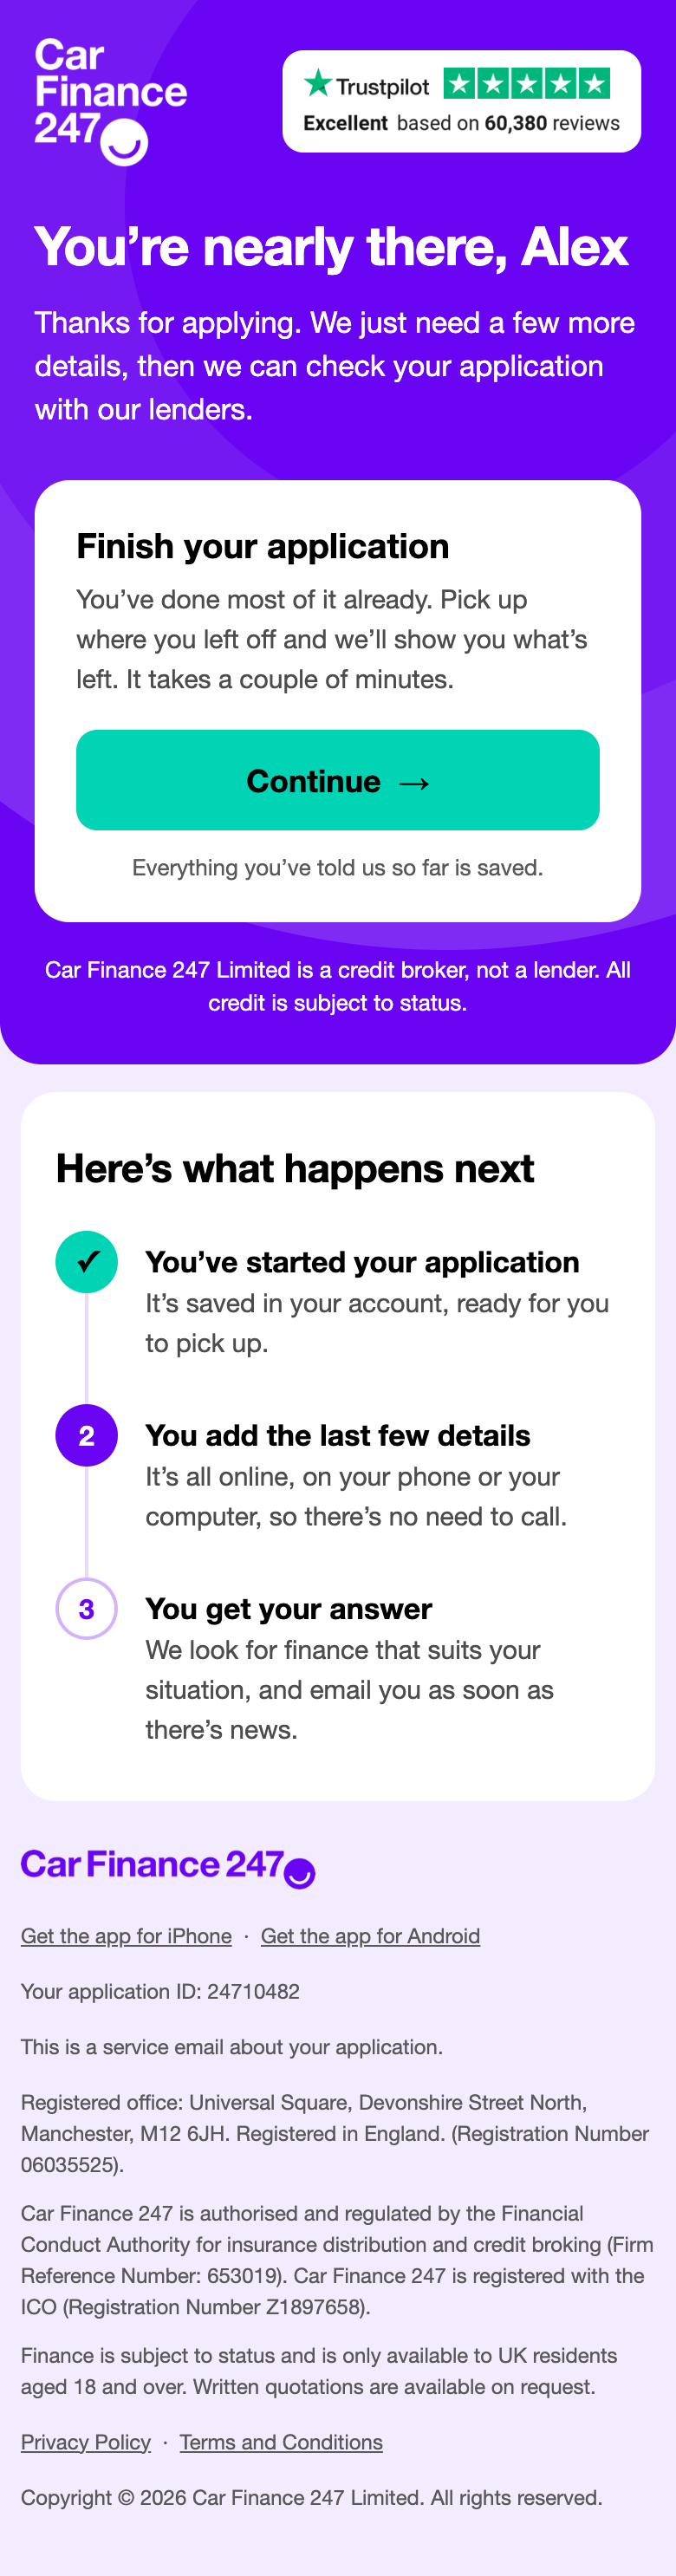 Car
Finance
247
Trustpilot
Excellent based on 60,380 reviews
You’re nearly there, Alex
Thanks for applying. We just need a few more
details, then we can check your application
with our lenders.
Finish your application
You’ve done most of it already. Pick up
where you left off and we’ll show you what’s
left. It takes a couple of minutes.
Continue →
Everything you’ve told us so far is saved.
Car Finance 247 Limited is a credit broker, not a lender. All
credit is subject to status.
Here’s what happens next
✓ You’ve started your application
It’s saved in your account, ready for you
to pick up.
2 You add the last few details
It’s all online, on your phone or your
computer, so there’s no need to call.
3 You get your answer
We look for finance that suits your
situation, and email you as soon as
there’s news.
Car Finance 247
Get the app for iPhone · Get the app for Android
Your application ID: 24710482
This is a service email about your application.
Registered office: Universal Square, Devonshire Street North,
Manchester, M12 6JH. Registered in England. (Registration Number
06035525).
Car Finance 247 is authorised and regulated by the Financial
Conduct Authority for insurance distribution and credit broking (Firm
Reference Number: 653019). Car Finance 247 is registered with the
ICO (Registration Number Z1897658).
Finance is subject to status and is only available to UK residents
aged 18 and over. Written quotations are available on request.
Privacy Policy · Terms and Conditions
Copyright © 2026 Car Finance 247 Limited. All rights reserved.